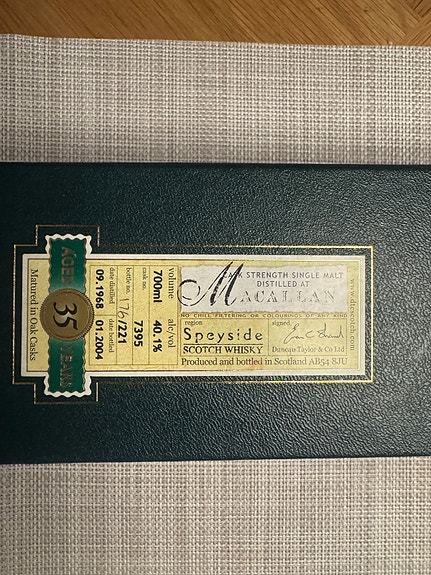 AGED 35 YEARS
Matured in Oak Casks
CASK STRENGTH SINGLE MALT
DISTILLED AT
MACALLAN
NO CHILL FILTERING OR COLOURINGS OF ANY KIND
region
Speyside
SCOTCH WHISKY
signed
Duncan Taylor & Co Ltd
Produced and bottled in Scotland AB54 8JU
www.dtscotch.com
volume alc/vol
700ml 40.1%
cask no.
7395
bottle no.
176/221
date distilled date bottled
09.1968 01.2004